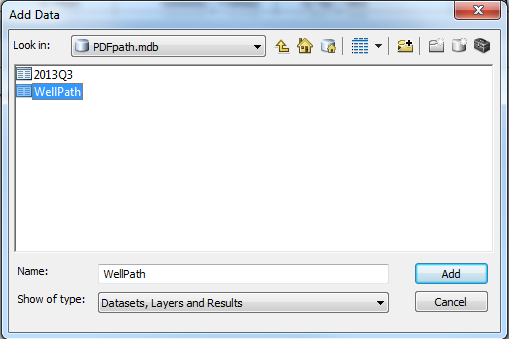 Add Data
Look in: PDFpath.mdb
2013Q3
WellPath
Name: WellPath Add
Show of type: Datasets, Layers and Results Cancel